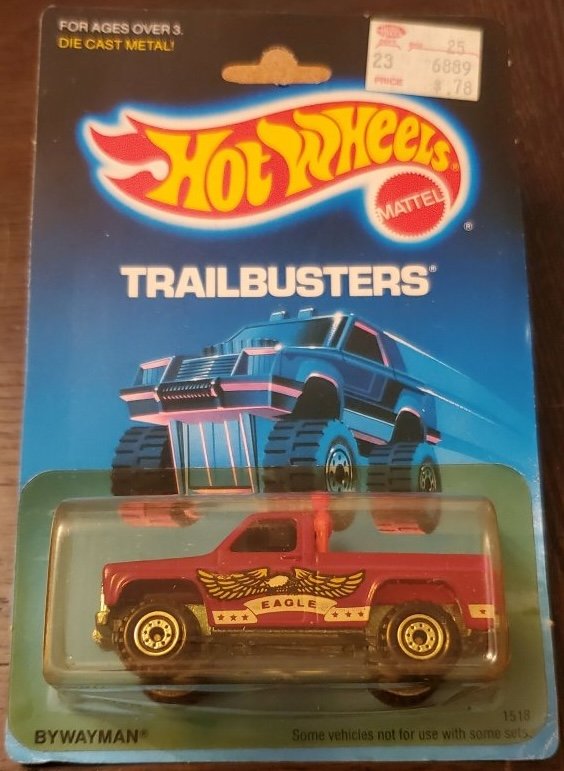 FOR AGES OVER 3.
DIE CAST METAL!
25
23 6889
PRICE $.78
HOT WHEELS®
MATTEL
®
TRAILBUSTERS®
EAGLE
1518
BYWAYMAN®
Some vehicles not for use with some sets.